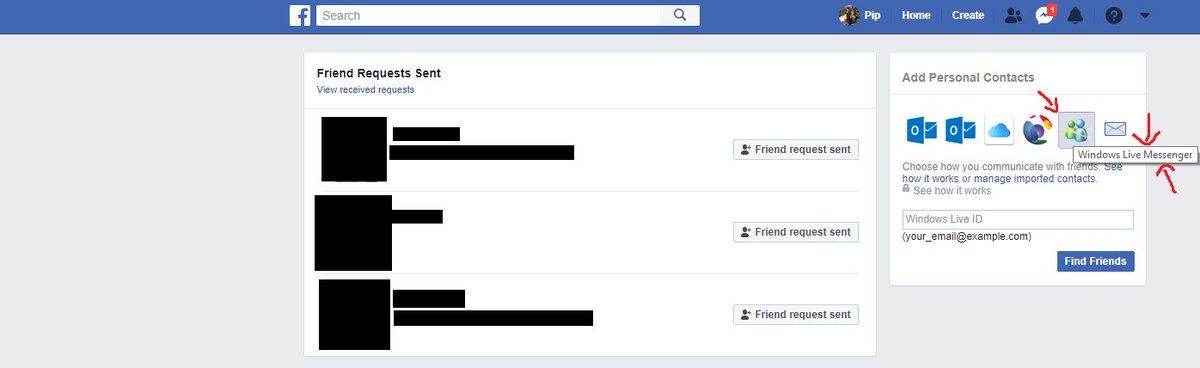 f
Search
Pip Home Create 1
Friend Requests Sent
View received requests
Friend request sent
Friend request sent
Friend request sent
Add Personal Contacts
Windows Live Messenger
Choose how you communicate with friends. See
how it works or manage imported contacts.
See how it works
Windows Live ID
(your_email@example.com)
Find Friends